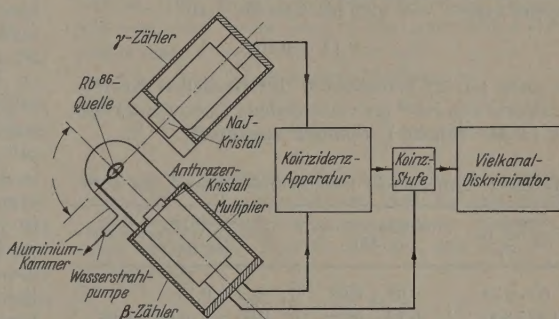 γ-Zähler
Rb⁸⁶-
Quelle
NaJ-
Kristall
Anthrazen-
Kristall
Multiplier
Aluminium-
Kammer
Wasserstrahl-
pumpe
β-Zähler
Koinzidenz-
Apparatur
Koinz-
Stufe
Vielkanal-
Diskriminator